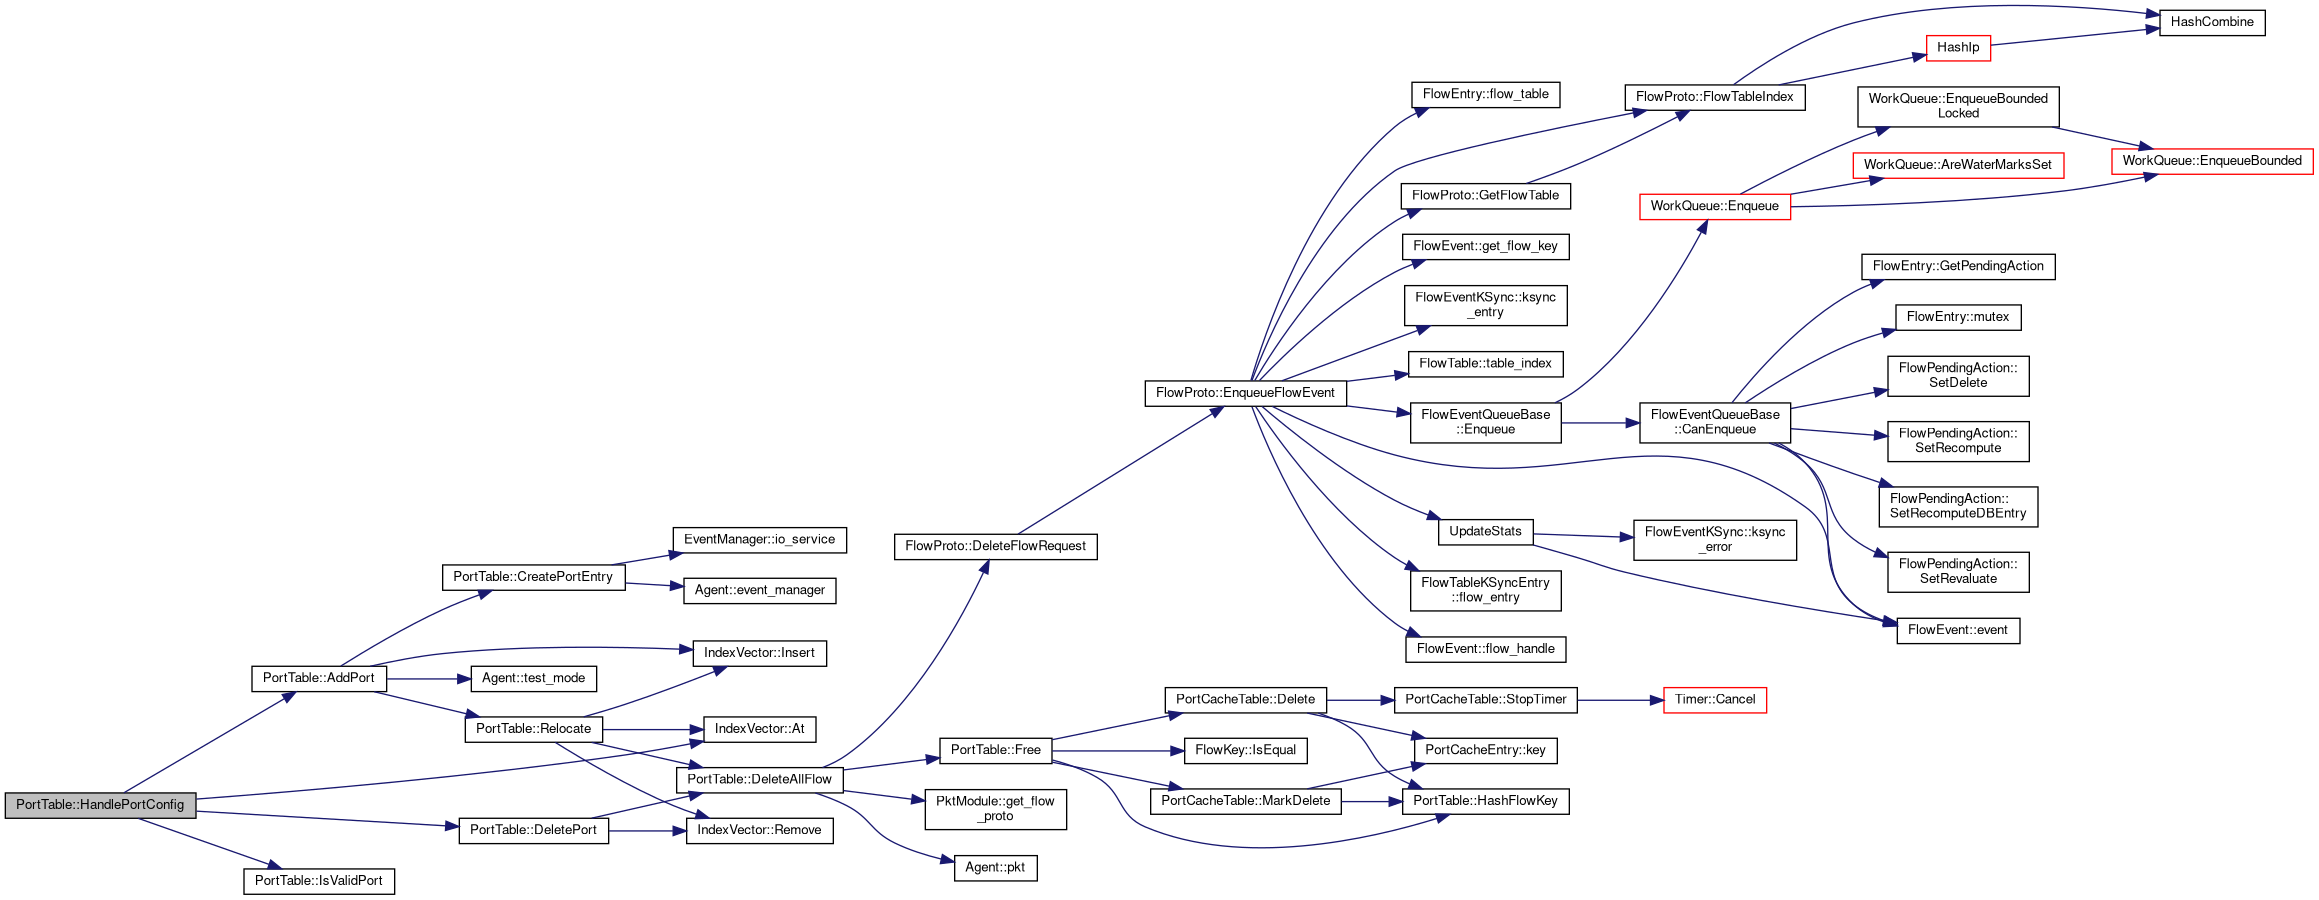 PortTable::HandlePortConfig
PortTable::AddPort
PortTable::IsValidPort
PortTable::CreatePortEntry
Agent::test_mode
PortTable::Relocate
PortTable::DeletePort
EventManager::io_service
Agent::event_manager
IndexVector::Insert
IndexVector::At
PortTable::DeleteAllFlow
IndexVector::Remove
FlowProto::DeleteFlowRequest
PortTable::Free
PktModule::get_flow
_proto
Agent::pkt
FlowProto::EnqueueFlowEvent
PortCacheTable::Delete
FlowKey::IsEqual
PortCacheTable::MarkDelete
FlowEntry::flow_table
FlowProto::GetFlowTable
FlowEvent::get_flow_key
FlowEventKSync::ksync
_entry
FlowTable::table_index
FlowEventQueueBase
::Enqueue
UpdateStats
FlowTableKSyncEntry
::flow_entry
FlowEvent::flow_handle
PortCacheTable::StopTimer
PortCacheEntry::key
PortTable::HashFlowKey
FlowProto::FlowTableIndex
WorkQueue::Enqueue
FlowEventQueueBase
::CanEnqueue
FlowEventKSync::ksync
_error
Timer::Cancel
HashIp
WorkQueue::EnqueueBounded
Locked
WorkQueue::AreWaterMarksSet
FlowEntry::GetPendingAction
FlowEntry::mutex
FlowPendingAction::
SetDelete
FlowPendingAction::
SetRecompute
FlowPendingAction::
SetRecomputeDBEntry
FlowPendingAction::
SetRevaluate
FlowEvent::event
HashCombine
WorkQueue::EnqueueBounded